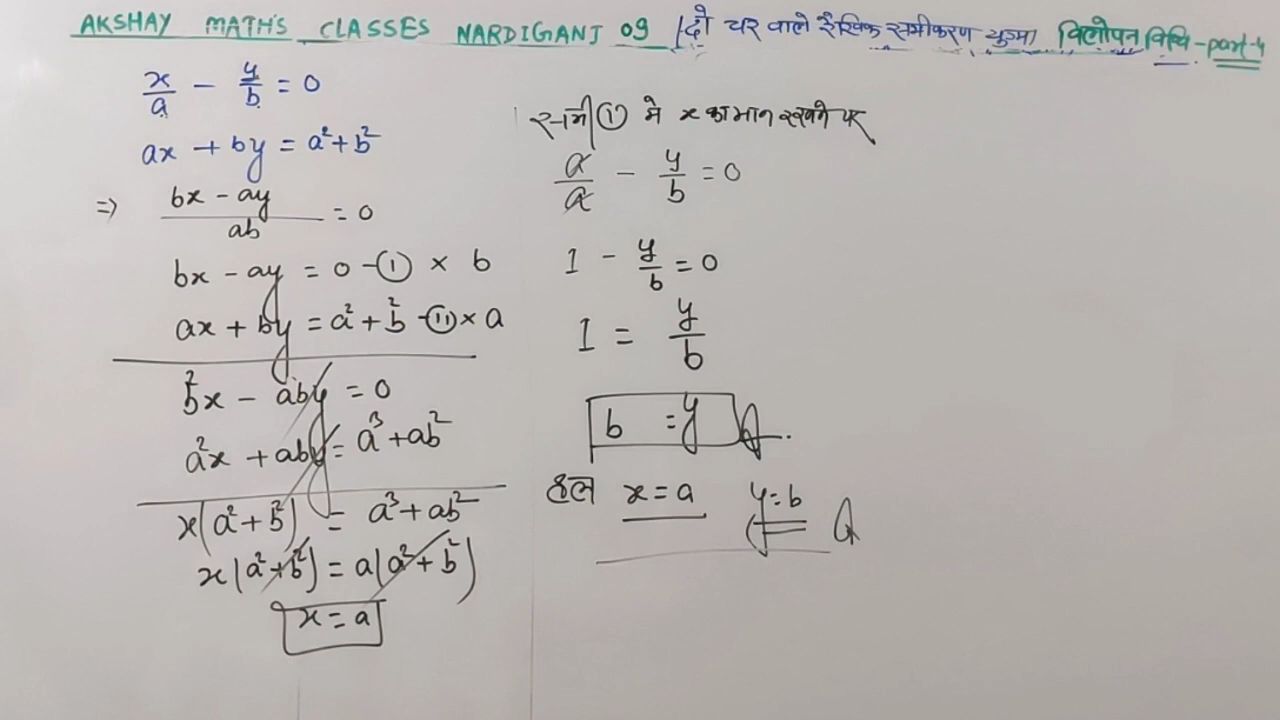 AKSHAY MATH'S CLASSES NARDIGANJ 09 / दो चर वाले रैखिक समीकरण युग्म विलोपन विधि - part-4
x/a - y/b = 0
ax + by = a² + b²
⇒ (bx - ay)/ab = 0
bx - ay = 0 - (i) × b
ax + by = a² + b² - (ii) × a
b²x - aby = 0
a²x + aby = a³ + ab²
x(a² + b²) = a³ + ab²
x(a² + b²) = a(a² + b²)
x = a
समी (i) मे x का मान रखने पर
a/a - y/b = 0
1 - y/b = 0
1 = y/b
b = y
हल x = a y = b